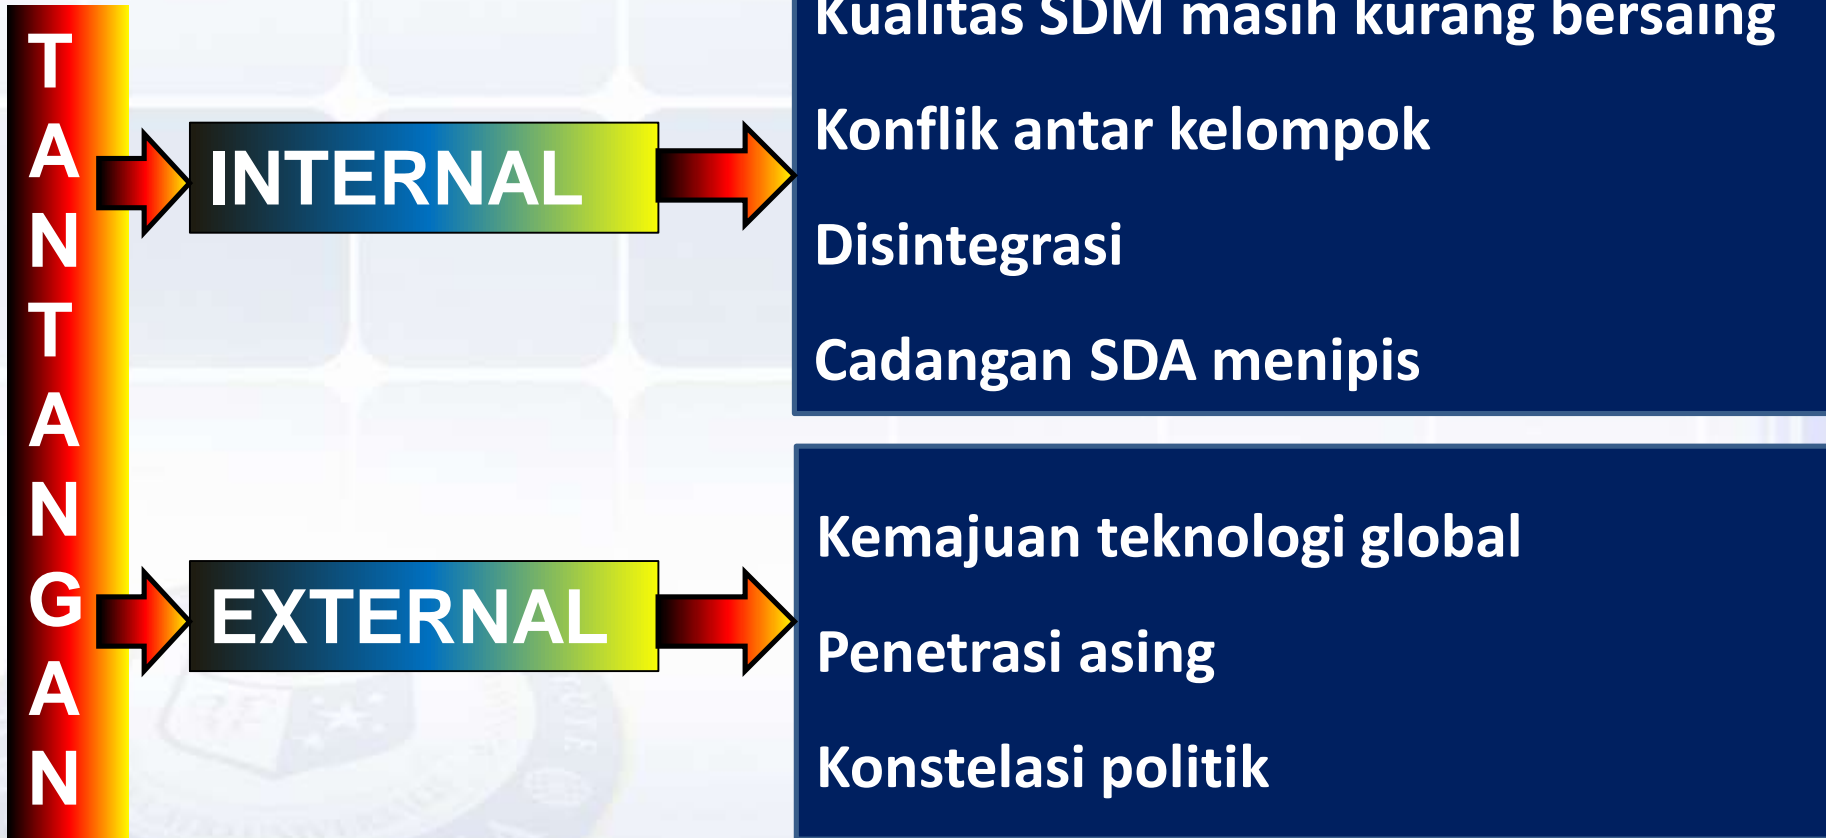 TANTANGAN
INTERNAL
Kualitas SDM masih kurang bersaing
Konflik antar kelompok
Disintegrasi
Cadangan SDA menipis
EXTERNAL
Kemajuan teknologi global
Penetrasi asing
Konstelasi politik